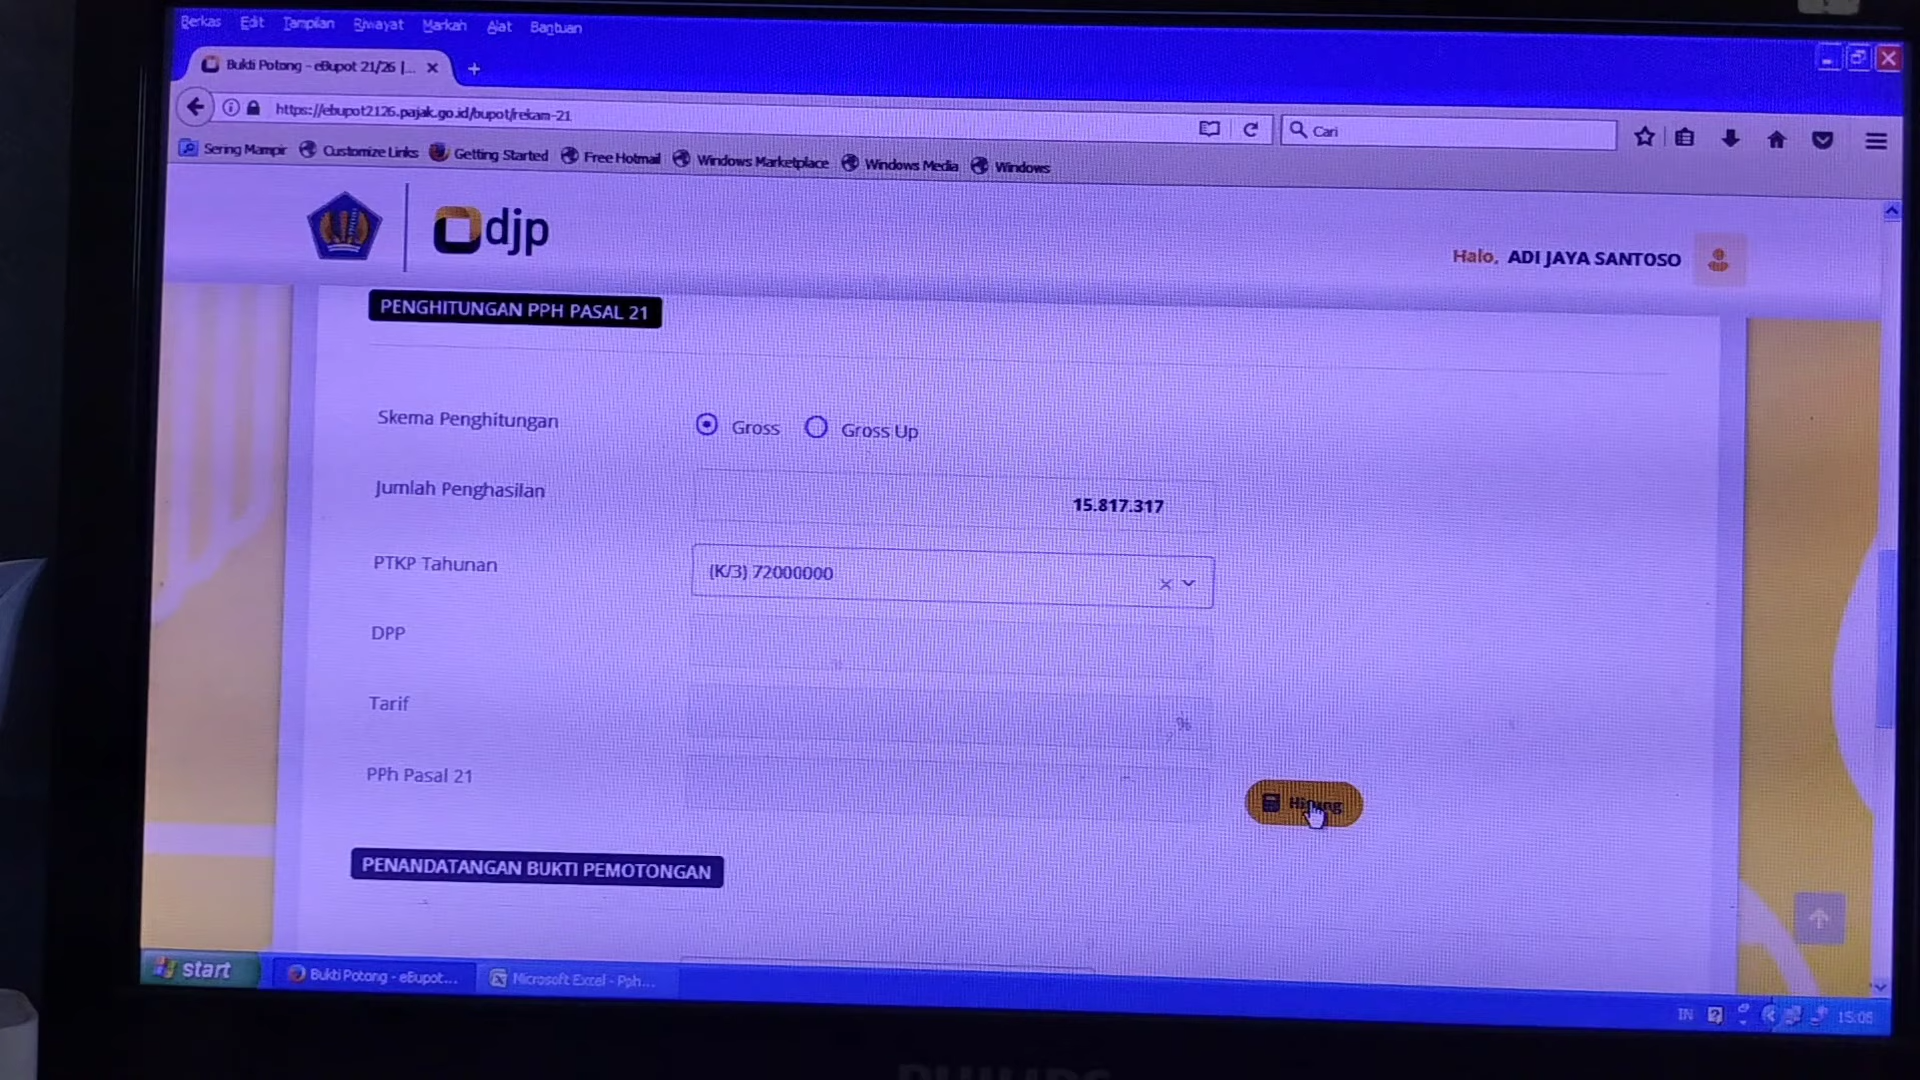 Berkas Edit Tampilan Riwayat Markah Alat Bantuan
Bukti Potong - eBupot 21/26 |...
https://ebupot2126.pajak.go.id/bupot/rekam-21
Cari
Sering Mampir Customize Links Getting Started Free Hotmail Windows Marketplace Windows Media Windows
djp
Halo, ADI JAYA SANTOSO
PENGHITUNGAN PPH PASAL 21
Skema Penghitungan
Gross Gross Up
Jumlah Penghasilan
15.817.317
PTKP Tahunan
(K/3) 72000000
DPP
Tarif
%
PPh Pasal 21
Hitung
PENANDATANGAN BUKTI PEMOTONGAN
start
Bukti Potong - eBupot...
Microsoft Excel - Pph...
IN